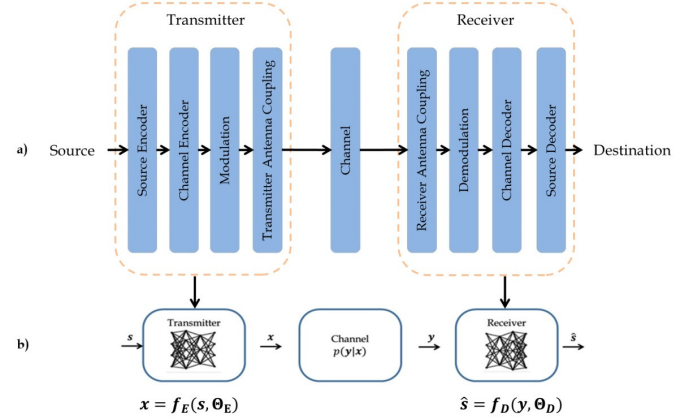 Transmitter
Receiver
a)
Source
Source Encoder
Channel Encoder
Modulation
Transmitter Antenna Coupling
Channel
Receiver Antenna Coupling
Demodulation
Channel Decoder
Source Decoder
Destination
b)
s
Transmitter
x
Channel
p(y|x)
y
Receiver
ŝ
x = f_E(s, Θ_E)
ŝ = f_D(y, Θ_D)